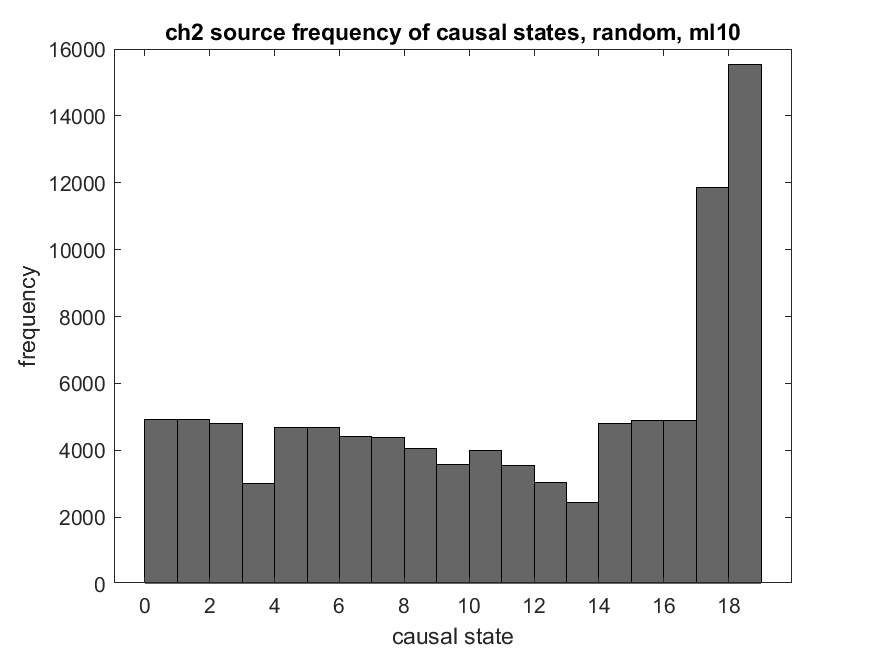 ch2 source frequency of causal states, random, ml10
16000
14000
12000
10000
8000
6000
4000
2000
0
frequency
0 2 4 6 8 10 12 14 16 18
causal state